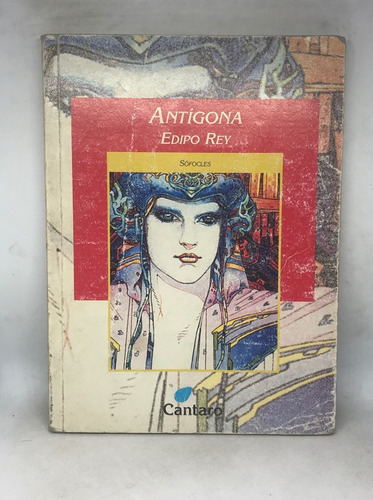 ANTÍGONA
EDIPO REY
SÓFOCLES
Cántaro